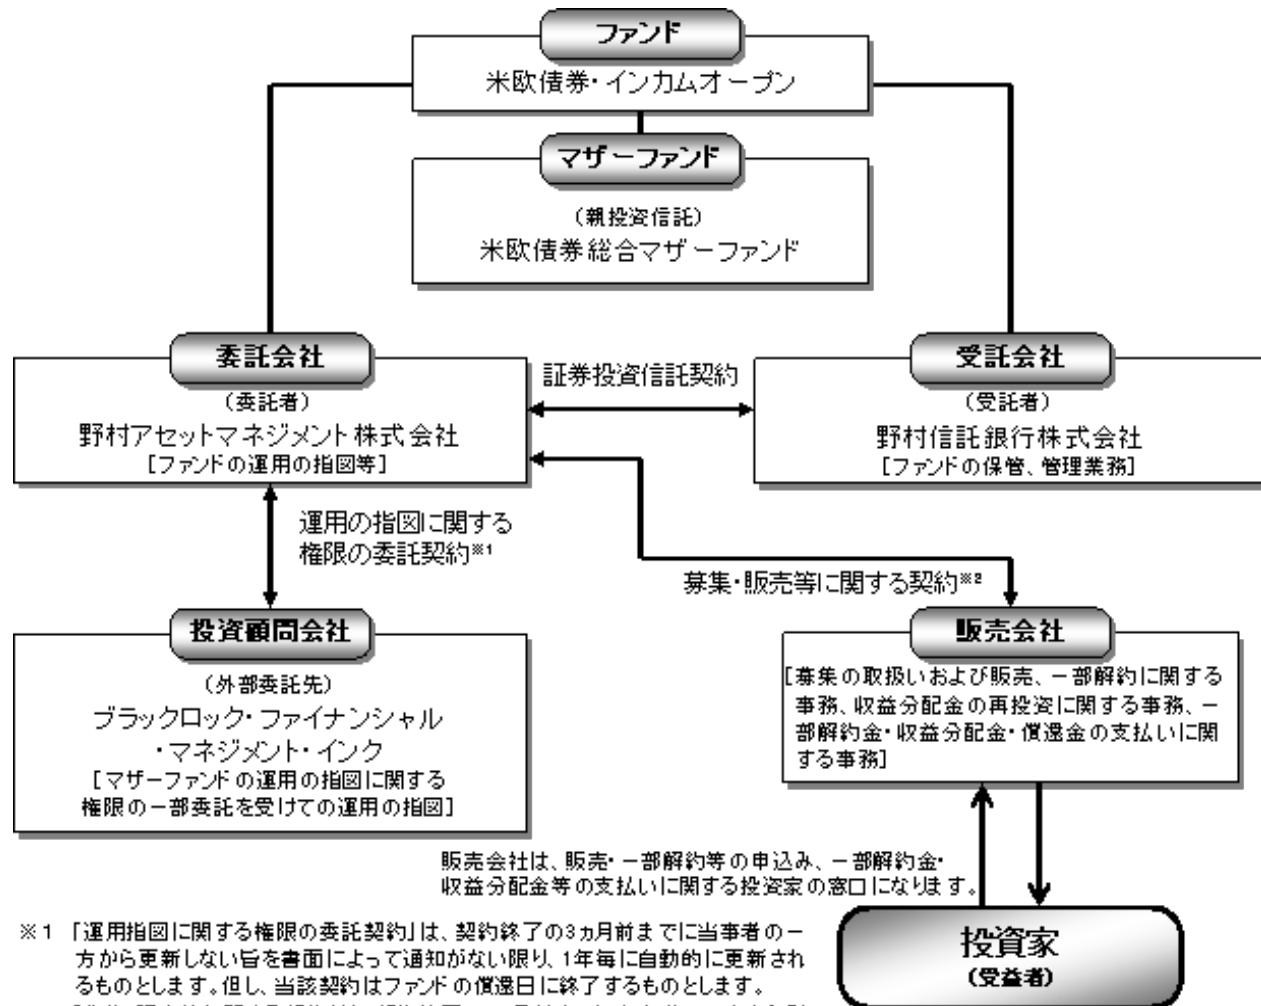 ファンド
米欧債券・インカムオープン
マザーファンド
（親投資信託）
米欧債券総合マザーファンド
委託会社
（委託者）
野村アセットマネジメント株式会社
［ファンドの運用の指図等］
証券投資信託契約
受託会社
（受託者）
野村信託銀行株式会社
［ファンドの保管、管理業務］
運用の指図に関する
権限の委託契約※1
募集・販売等に関する契約※2
投資顧問会社
（外部委託先）
ブラックロック・ファイナンシャル
・マネジメント・インク
［マザーファンドの運用の指図に関する
権限の一部委託を受けての運用の指図］
販売会社
［募集の取扱いおよび販売、一部解約に関する
事務、収益分配金の再投資に関する事務、一
部解約金・収益分配金・償還金の支払いに関
する事務］
販売会社は、販売・一部解約等の申込み、一部解約金・
収益分配金等の支払いに関する投資家の窓口になります。
投資家
（受益者）
※1 「運用指図に関する権限の委託契約」は、契約終了の3ヵ月前までに当事者の一
方から更新しない旨を書面によって通知がない限り、1年毎に自動的に更新され
るものとします。但し、当該契約はファンドの償還日に終了するものとします。